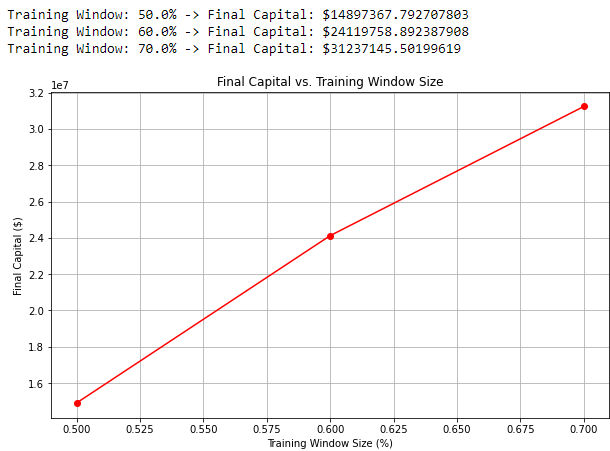 Training Window: 50.0% -> Final Capital: $14897367.792707803
Training Window: 60.0% -> Final Capital: $24119758.892387908
Training Window: 70.0% -> Final Capital: $31237145.50199619
Final Capital vs. Training Window Size
1e7
3.2
3.0
2.8
2.6
2.4
2.2
2.0
1.8
1.6
Final Capital ($)
0.500 0.525 0.550 0.575 0.600 0.625 0.650 0.675 0.700
Training Window Size (%)